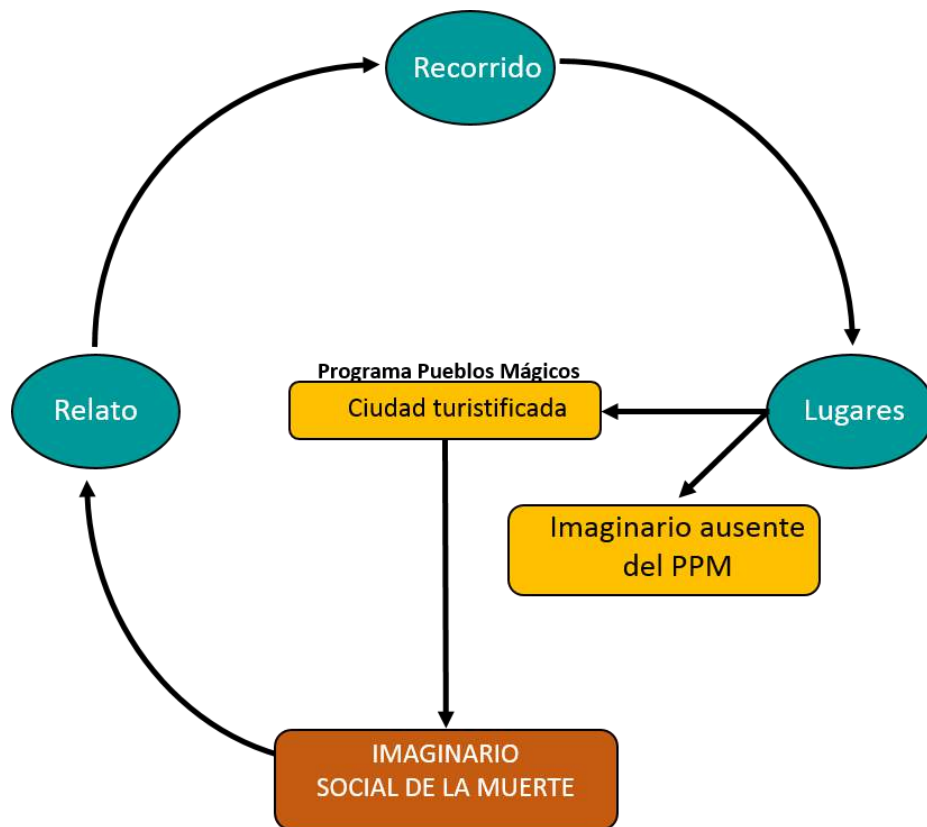 Recorrido
Programa Pueblos Mágicos
Relato
Ciudad turistificada
Lugares
Imaginario ausente
del PPM
IMAGINARIO
SOCIAL DE LA MUERTE